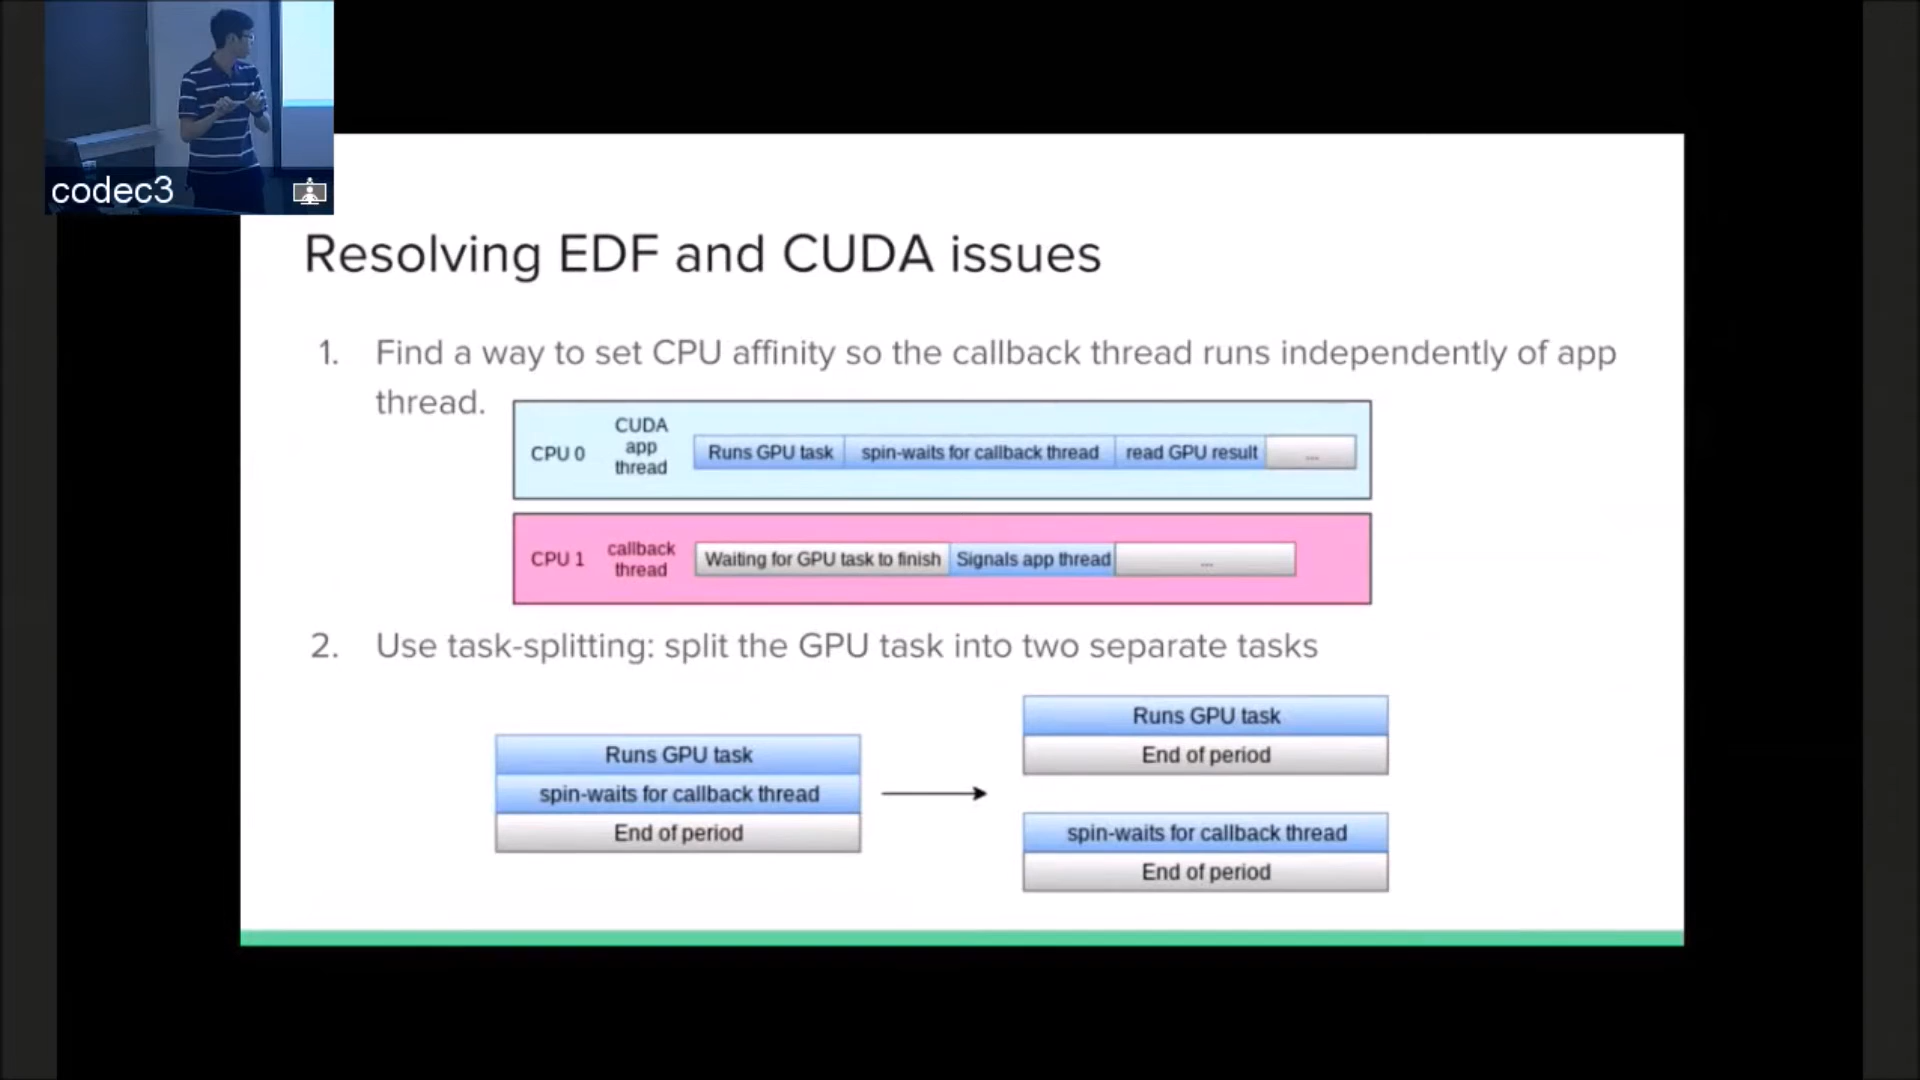 codec3
Resolving EDF and CUDA issues
1. Find a way to set CPU affinity so the callback thread runs independently of app
thread.
CPU 0
CUDA
app
thread
Runs GPU task
spin-waits for callback thread
read GPU result
...
CPU 1
callback
thread
Waiting for GPU task to finish
Signals app thread
...
2. Use task-splitting: split the GPU task into two separate tasks
Runs GPU task
spin-waits for callback thread
End of period
Runs GPU task
End of period
spin-waits for callback thread
End of period